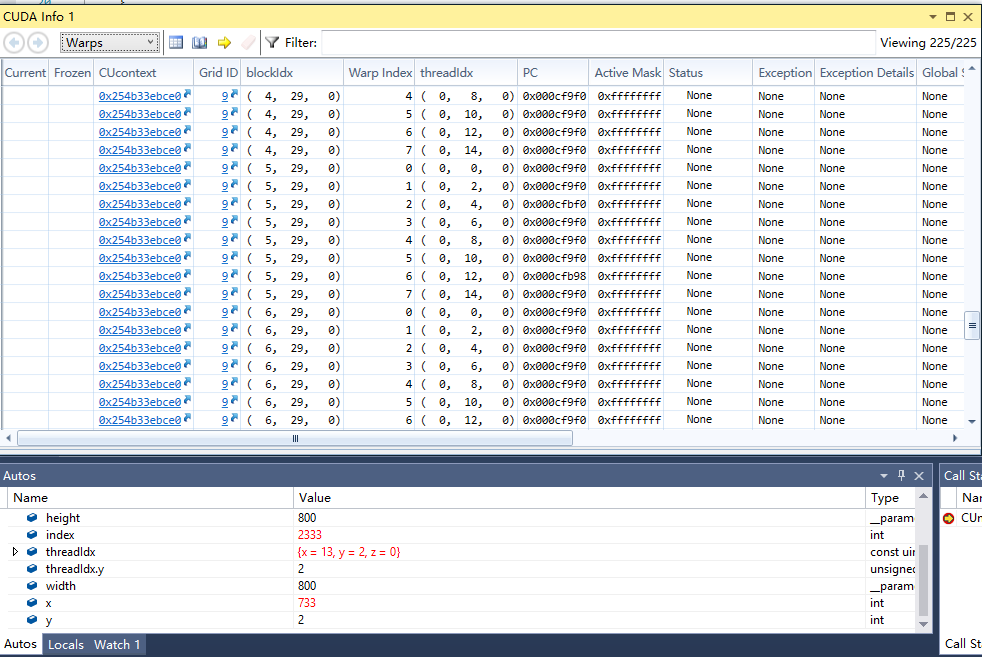 CUDA Info 1
Warps Filter: Viewing 225/225
Current Frozen CUcontext Grid ID blockIdx Warp Index threadIdx PC Active Mask Status Exception Exception Details Global S
0x254b33ebce0 9 ( 4, 29, 0) 4 ( 0, 8, 0) 0x000cf9f0 0xffffffff None None None None
0x254b33ebce0 9 ( 4, 29, 0) 5 ( 0, 10, 0) 0x000cf9f0 0xffffffff None None None None
0x254b33ebce0 9 ( 4, 29, 0) 6 ( 0, 12, 0) 0x000cf9f0 0xffffffff None None None None
0x254b33ebce0 9 ( 4, 29, 0) 7 ( 0, 14, 0) 0x000cf9f0 0xffffffff None None None None
0x254b33ebce0 9 ( 5, 29, 0) 0 ( 0, 0, 0) 0x000cf9f0 0xffffffff None None None None
0x254b33ebce0 9 ( 5, 29, 0) 1 ( 0, 2, 0) 0x000cf9f0 0xffffffff None None None None
0x254b33ebce0 9 ( 5, 29, 0) 2 ( 0, 4, 0) 0x000cfbf0 0xffffffff None None None None
0x254b33ebce0 9 ( 5, 29, 0) 3 ( 0, 6, 0) 0x000cf9f0 0xffffffff None None None None
0x254b33ebce0 9 ( 5, 29, 0) 4 ( 0, 8, 0) 0x000cf9f0 0xffffffff None None None None
0x254b33ebce0 9 ( 5, 29, 0) 5 ( 0, 10, 0) 0x000cf9f0 0xffffffff None None None None
0x254b33ebce0 9 ( 5, 29, 0) 6 ( 0, 12, 0) 0x000cfb98 0xffffffff None None None None
0x254b33ebce0 9 ( 5, 29, 0) 7 ( 0, 14, 0) 0x000cf9f0 0xffffffff None None None None
0x254b33ebce0 9 ( 6, 29, 0) 0 ( 0, 0, 0) 0x000cf9f0 0xffffffff None None None None
0x254b33ebce0 9 ( 6, 29, 0) 1 ( 0, 2, 0) 0x000cf9f0 0xffffffff None None None None
0x254b33ebce0 9 ( 6, 29, 0) 2 ( 0, 4, 0) 0x000cf9f0 0xffffffff None None None None
0x254b33ebce0 9 ( 6, 29, 0) 3 ( 0, 6, 0) 0x000cf9f0 0xffffffff None None None None
0x254b33ebce0 9 ( 6, 29, 0) 4 ( 0, 8, 0) 0x000cf9f0 0xffffffff None None None None
0x254b33ebce0 9 ( 6, 29, 0) 5 ( 0, 10, 0) 0x000cf9f0 0xffffffff None None None None
0x254b33ebce0 9 ( 6, 29, 0) 6 ( 0, 12, 0) 0x000cf9f0 0xffffffff None None None None
Autos Call Sta
Name Value Type Nar
height 800 __param
index 2333 int CUn
threadIdx {x = 13, y = 2, z = 0} const uin
threadIdx.y 2 unsigned
width 800 __param
x 733 int
y 2 int
Autos Locals Watch 1 Call Sta